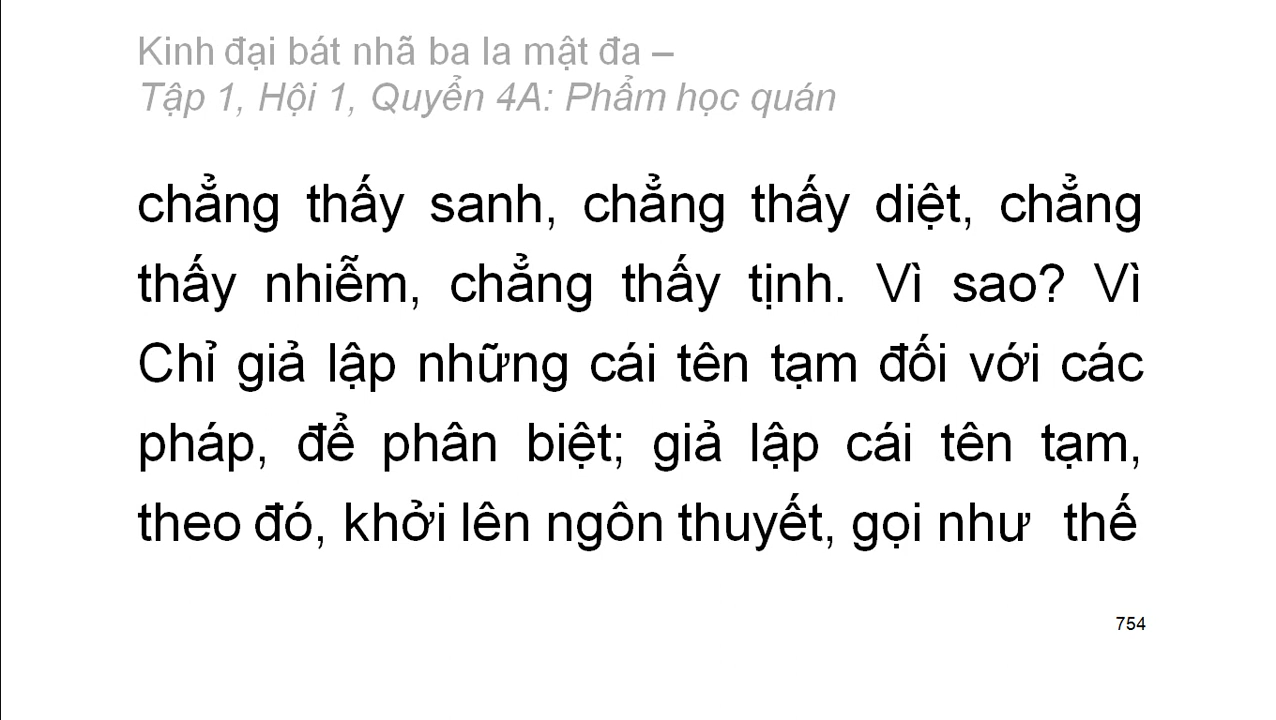 Kinh đại bát nhã ba la mật đa –
Tập 1, Hội 1, Quyển 4A: Phẩm học quán
chẳng thấy sanh, chẳng thấy diệt, chẳng
thấy nhiễm, chẳng thấy tịnh. Vì sao? Vì
Chỉ giả lập những cái tên tạm đối với các
pháp, để phân biệt; giả lập cái tên tạm,
theo đó, khởi lên ngôn thuyết, gọi như thế
754